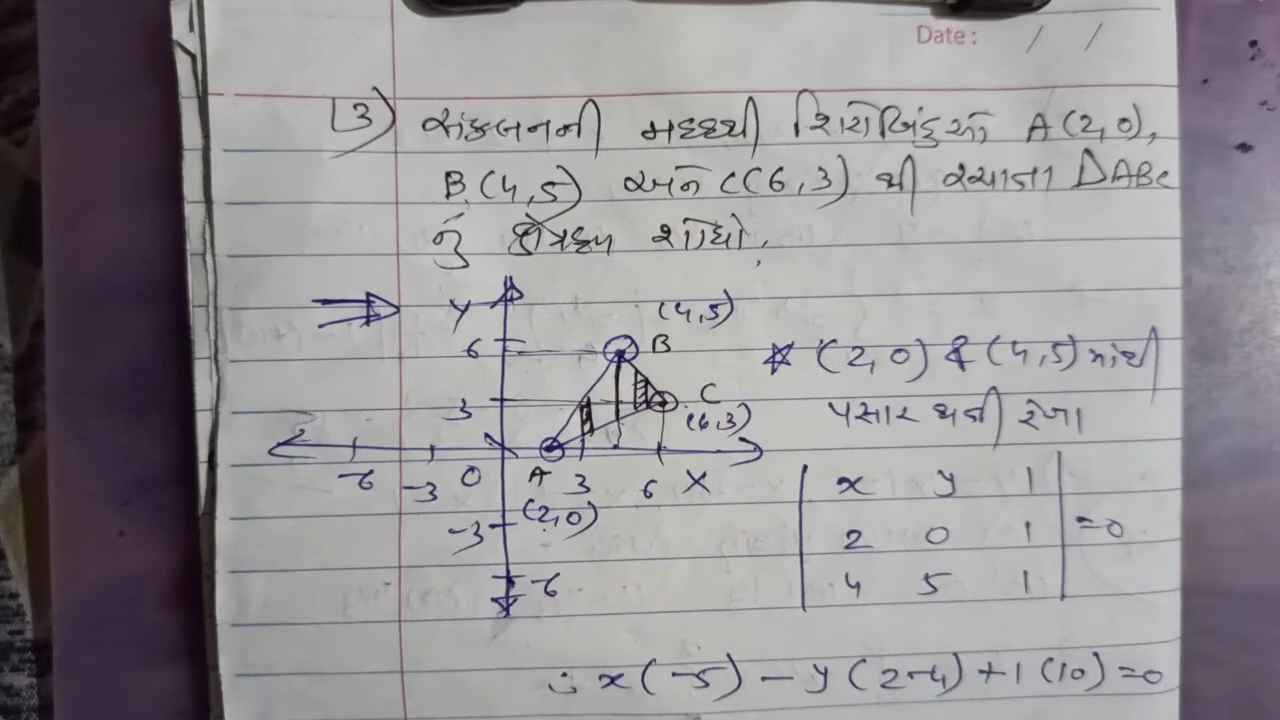 Date: / /
(3) સંકલનની મદદથી શિરોબિંદુઓ A(2,0),
B(4,5) અને C(6,3) થી રચાતા ΔABC
નું ક્ષેત્રફળ શોધો.
⇒ Y (4,5)
6 B * (2,0) & (4,5) માંથી
3 C (6,3) પસાર થતી રેખા
-6 -3 0 A 3 6 X
(2,0)
-3
-6
| x y 1 |
| 2 0 1 | =0
| 4 5 1 |
∴ x(-5) - y(2-4) + 1(10) = 0